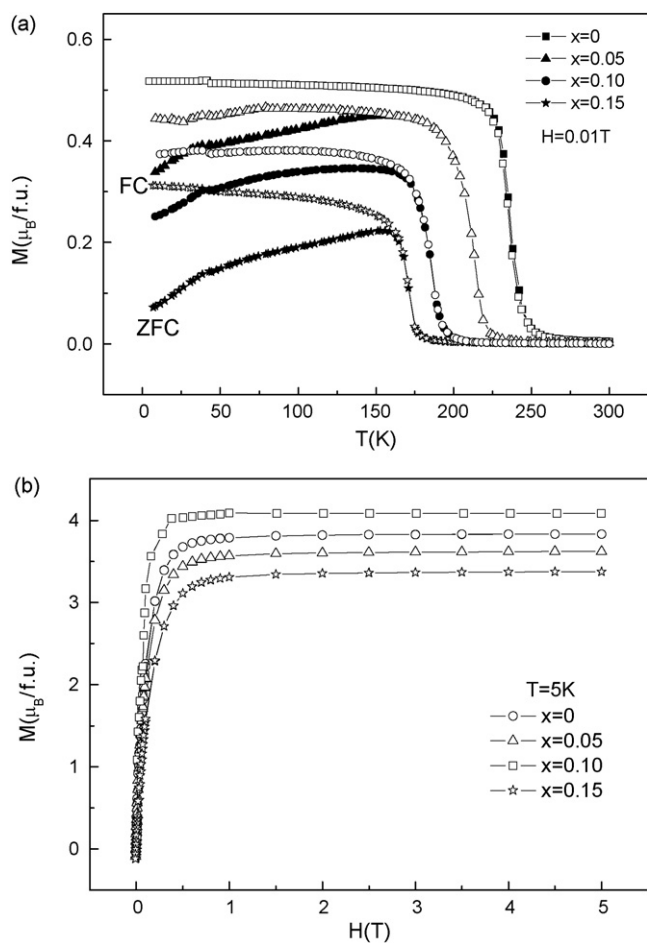 (a)
0.6
0.4
0.2
0.0
M(μB/f.u.)
FC
ZFC
x=0
x=0.05
x=0.10
x=0.15
H=0.01T
0 50 100 150 200 250 300
T(K)
(b)
4
3
2
1
0
M(μB/f.u.)
T=5K
x=0
x=0.05
x=0.10
x=0.15
0 1 2 3 4 5
H(T)